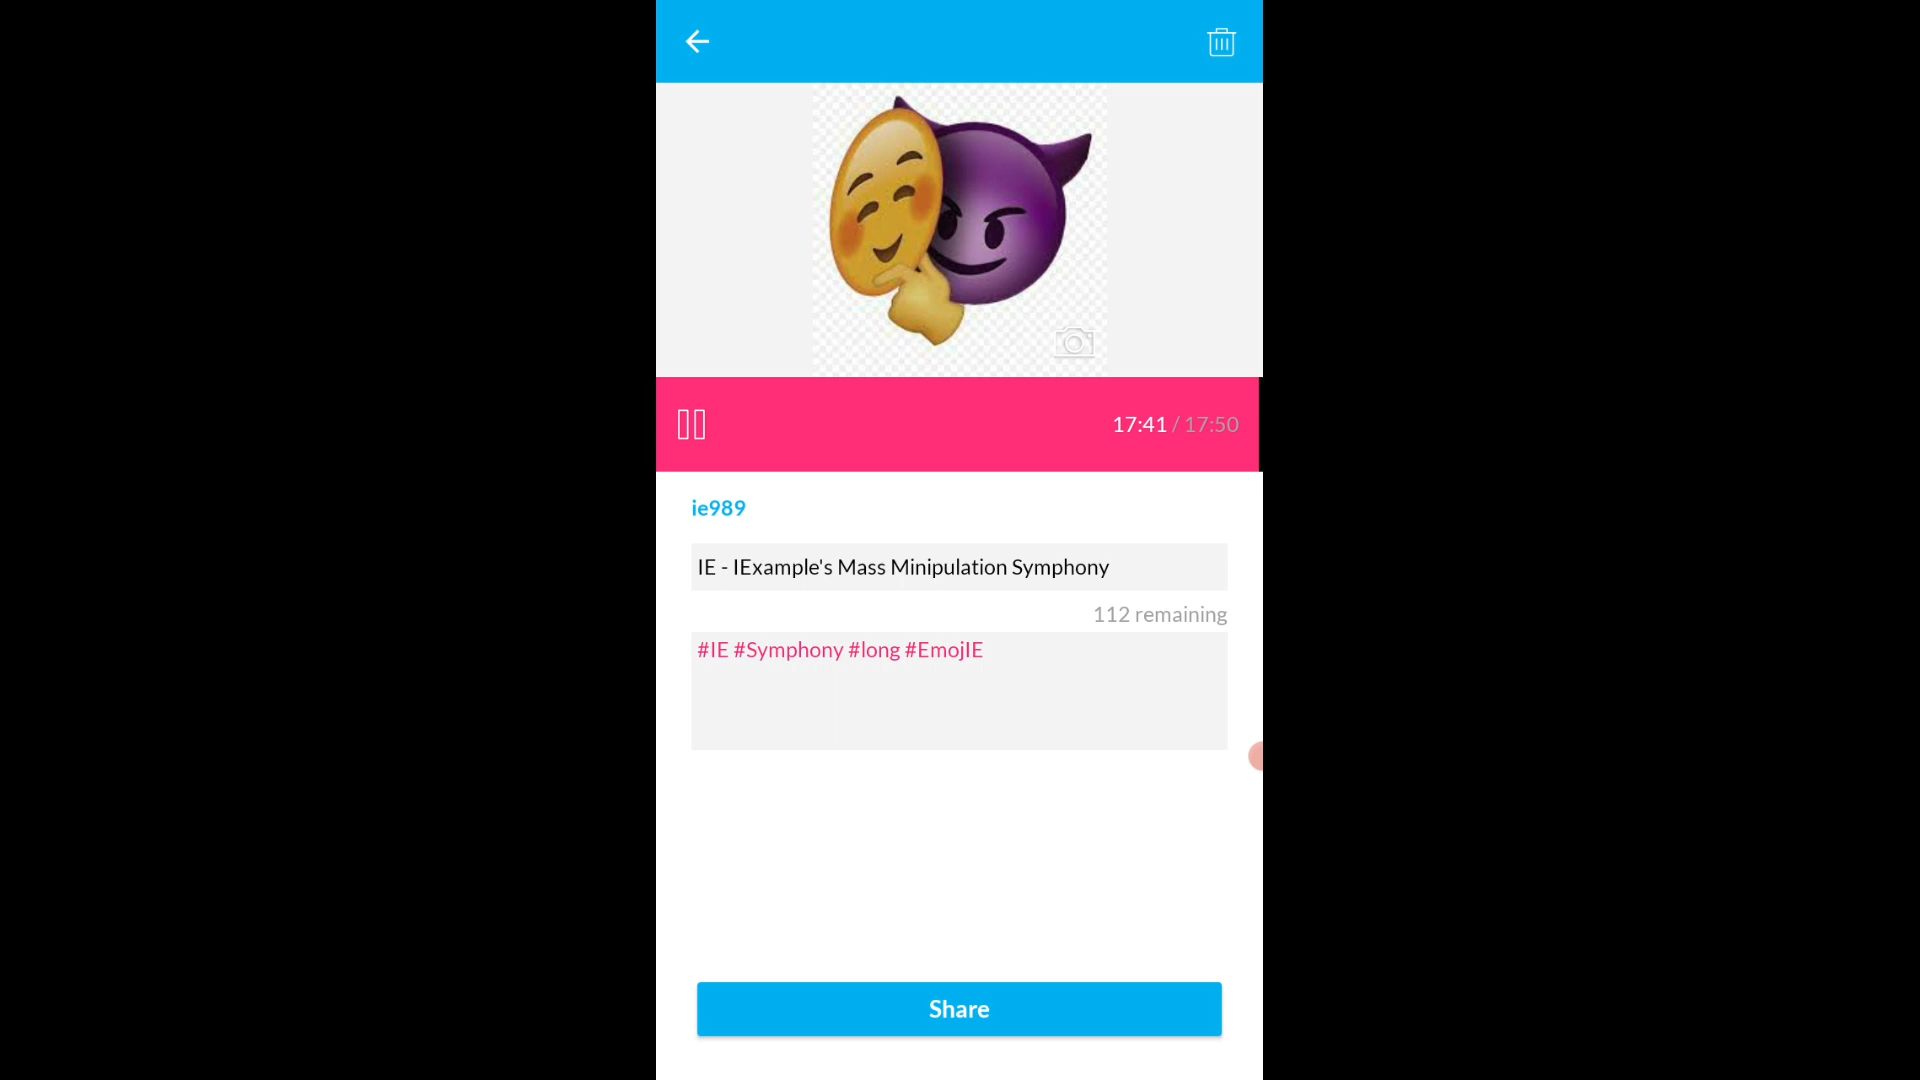 17:41 / 17:50
ie989
IE - IExample's Mass Minipulation Symphony
112 remaining
#IE #Symphony #long #EmojIE
Share